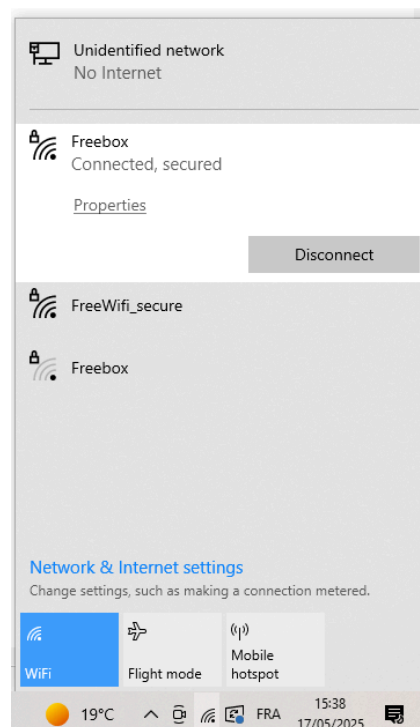 Unidentified network
No Internet
Freebox
Connected, secured
Properties
Disconnect
FreeWifi_secure
Freebox
Network & Internet settings
Change settings, such as making a connection metered.
WiFi
Flight mode
Mobile
hotspot
19°C
FRA
15:38
17/05/2025